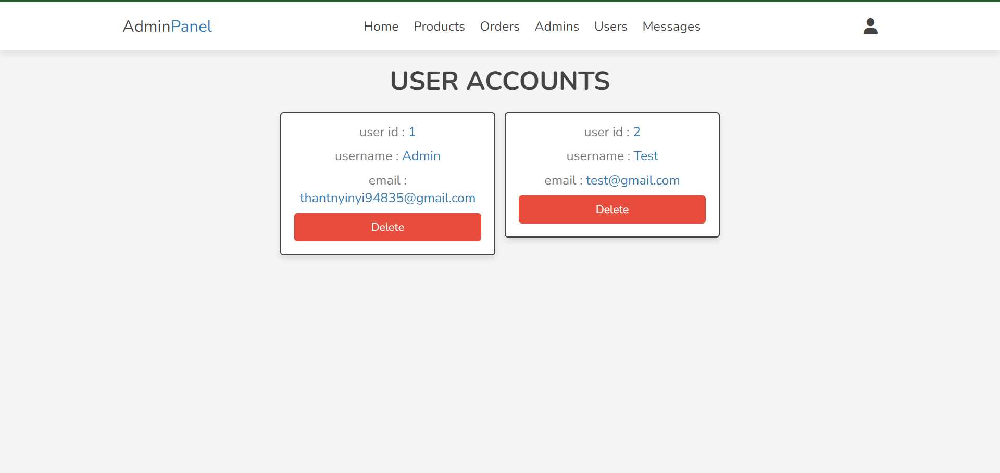 AdminPanel
Home Products Orders Admins Users Messages
USER ACCOUNTS
user id : 1
username : Admin
email :
thantnyinyi94835@gmail.com
Delete
user id : 2
username : Test
email : test@gmail.com
Delete